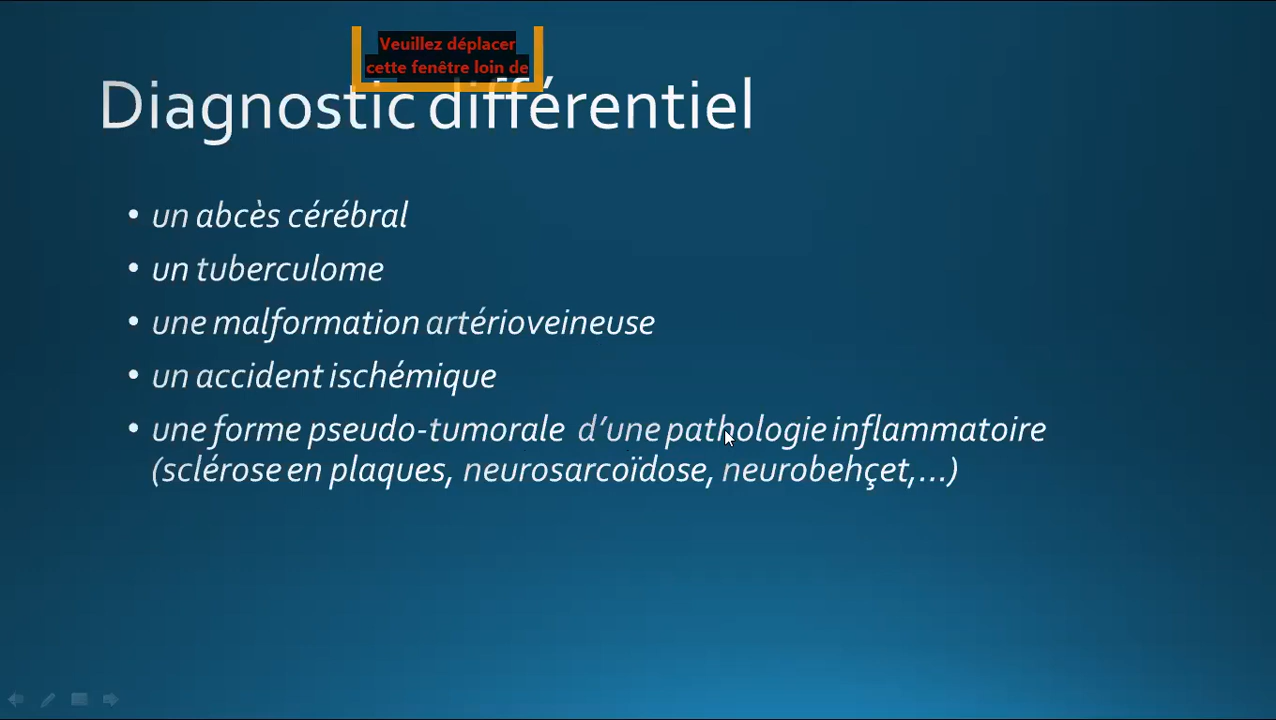 Veuillez déplacer
cette fenêtre loin de
Diagnostic différentiel
• un abcès cérébral
• un tuberculome
• une malformation artérioveineuse
• un accident ischémique
• une forme pseudo-tumorale d’une pathologie inflammatoire
(sclérose en plaques, neurosarcoïdose, neurobehçet,...)